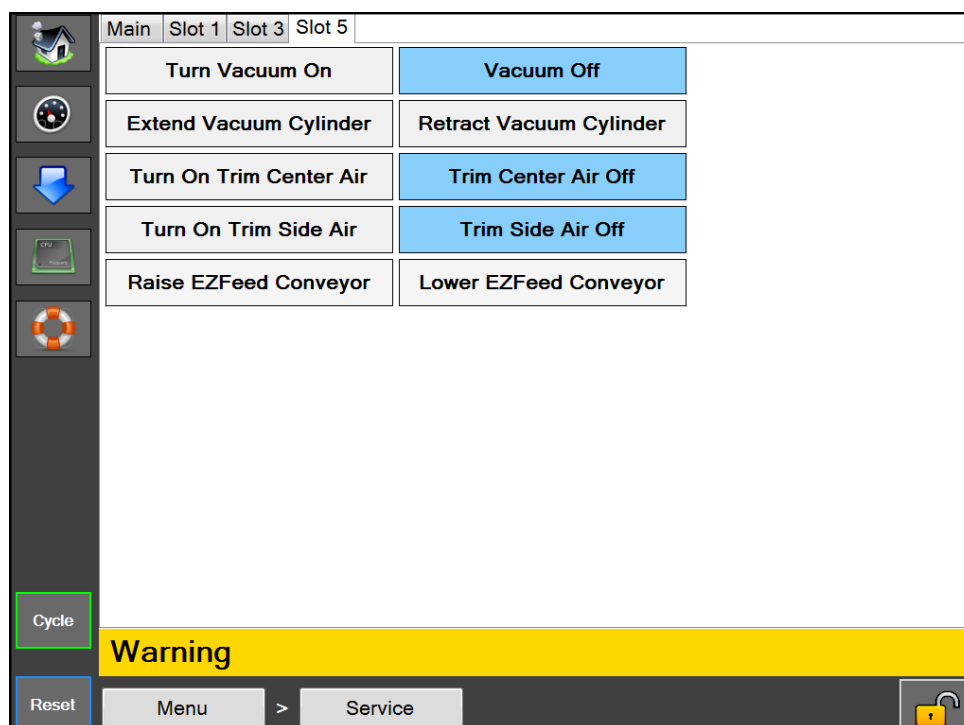 Main Slot 1 Slot 3 Slot 5
Turn Vacuum On Vacuum Off
Extend Vacuum Cylinder Retract Vacuum Cylinder
Turn On Trim Center Air Trim Center Air Off
Turn On Trim Side Air Trim Side Air Off
Raise EZFeed Conveyor Lower EZFeed Conveyor
CPU
Cycle
Warning
Reset Menu > Service